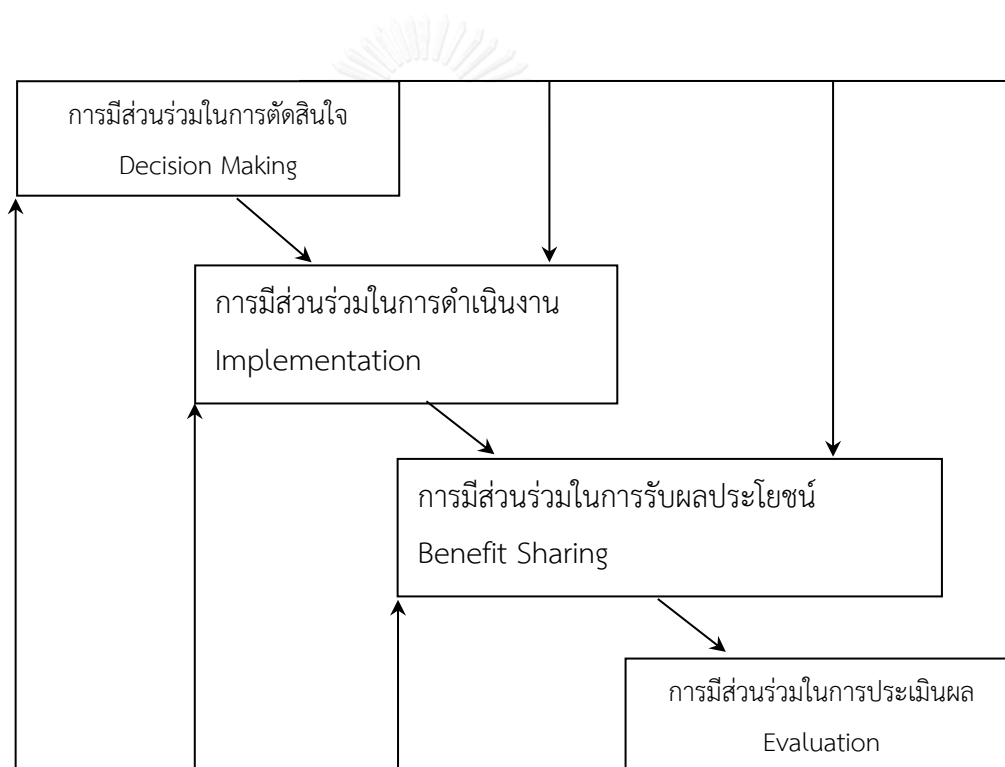 การมีส่วนร่วมในการตัดสินใจ
Decision Making
การมีส่วนร่วมในการดำเนินงาน
Implementation
การมีส่วนร่วมในการรับผลประโยชน์
Benefit Sharing
การมีส่วนร่วมในการประเมินผล
Evaluation